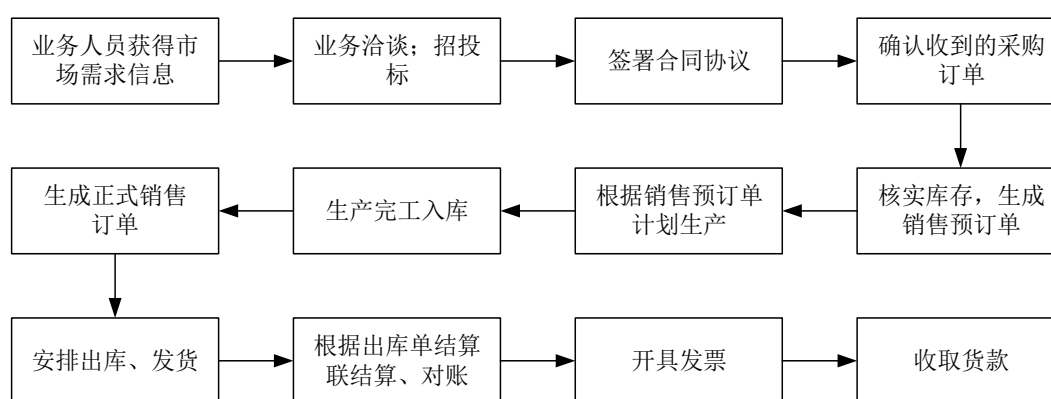 业务人员获得市
场需求信息
业务洽谈；招投
标
签署合同协议
确认收到的采购
订单
生成正式销售
订单
生产完工入库
根据销售预订单
计划生产
核实库存，生成
销售预订单
安排出库、发货
根据出库单结算
联结算、对账
开具发票
收取货款